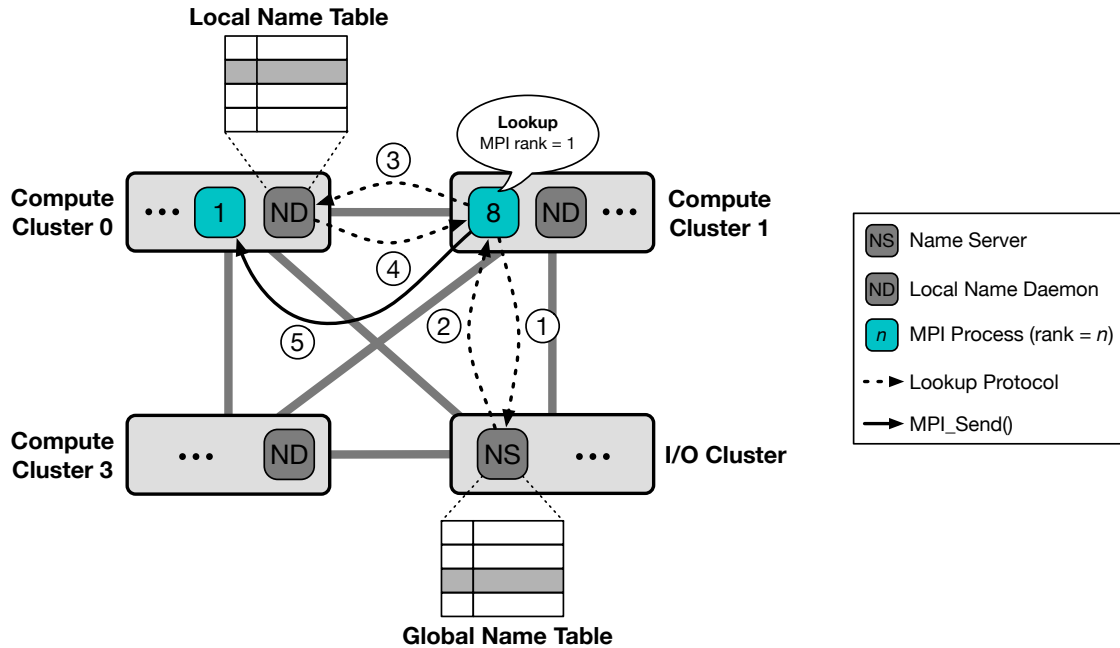 Local Name Table
Lookup
MPI rank = 1
③
Compute
Cluster 0
•••
1
ND
8
ND
•••
Compute
Cluster 1
④
⑤
②
①
Compute
Cluster 3
•••
ND
NS
•••
I/O Cluster
Global Name Table
NS Name Server
ND Local Name Daemon
n MPI Process (rank = n)
Lookup Protocol
MPI_Send()